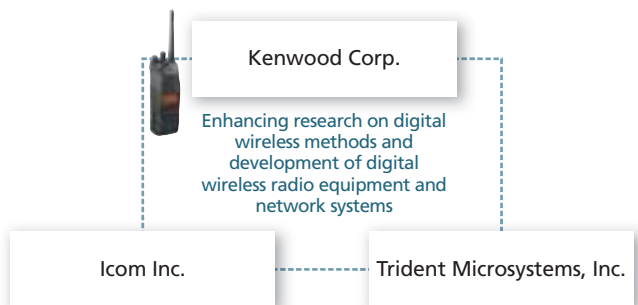 Kenwood Corp.
Enhancing research on digital
wireless methods and
development of digital
wireless radio equipment and
network systems
Icom Inc.
Trident Microsystems, Inc.